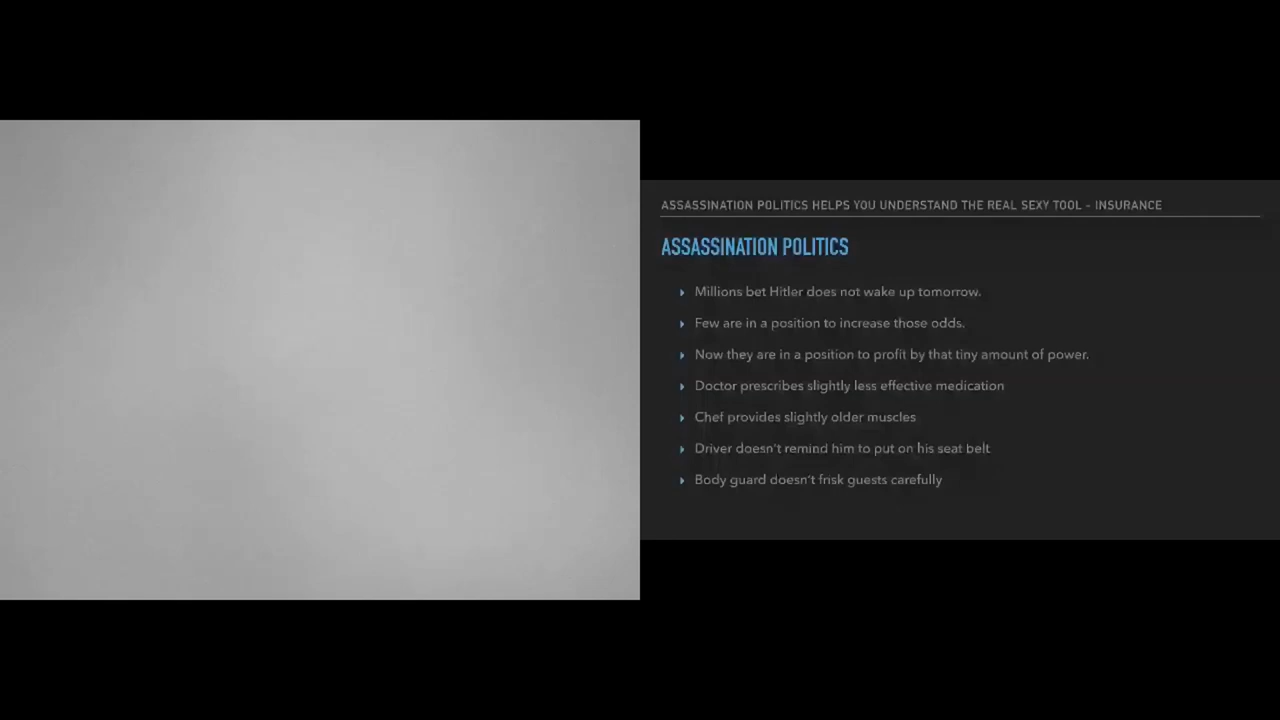 ASSASSINATION POLITICS HELPS YOU UNDERSTAND THE REAL SEXY TOOL - INSURANCE
ASSASSINATION POLITICS
Millions bet Hitler does not wake up tomorrow.
Few are in a position to increase those odds.
Now they are in a position to profit by that tiny amount of power.
Doctor prescribes slightly less effective medication
Chef provides slightly older muscles
Driver doesn't remind him to put on his seat belt
Body guard doesn't frisk guests carefully